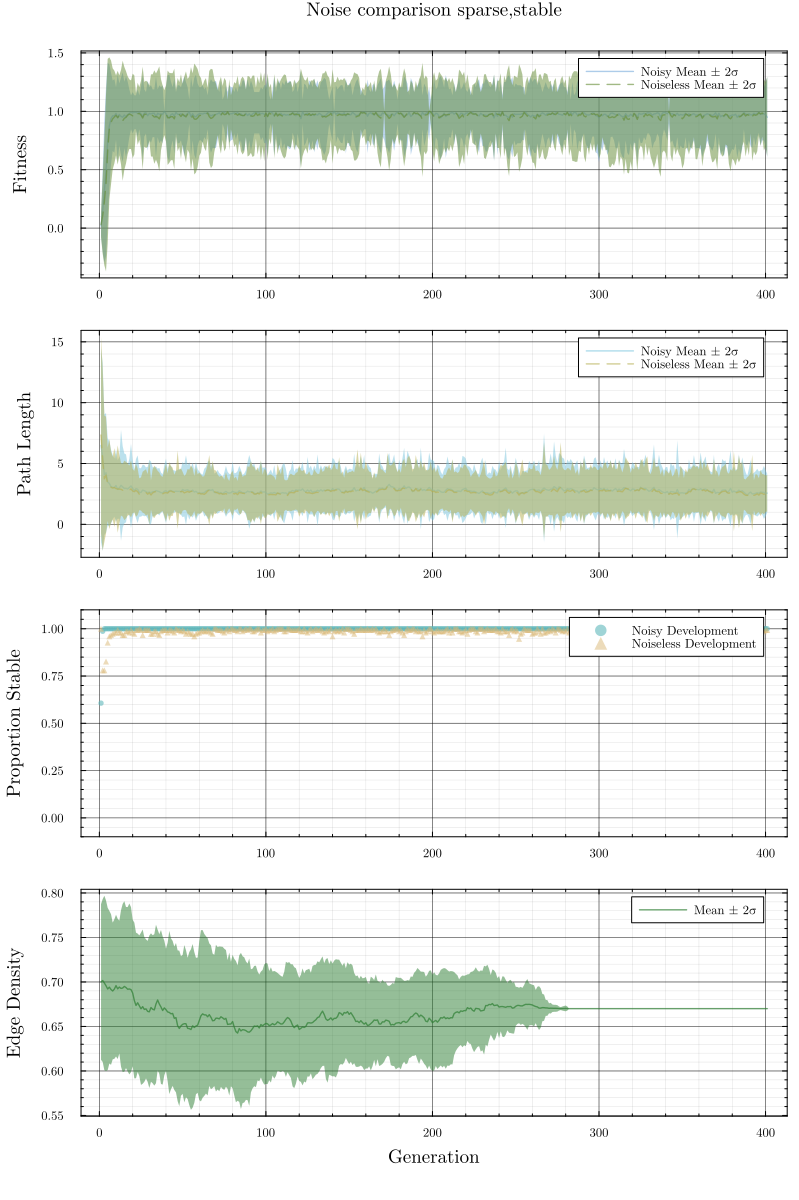 Noise comparison sparse,stable
Fitness
1.5
1.0
0.5
0.0
Noisy Mean ± 2σ
Noiseless Mean ± 2σ
0 100 200 300 400
Path Length
15
10
5
0
Noisy Mean ± 2σ
Noiseless Mean ± 2σ
0 100 200 300 400
Proportion Stable
1.00
0.75
0.50
0.25
0.00
Noisy Development
Noiseless Development
0 100 200 300 400
Edge Density
0.80
0.75
0.70
0.65
0.60
0.55
Mean ± 2σ
0 100 200 300 400
Generation